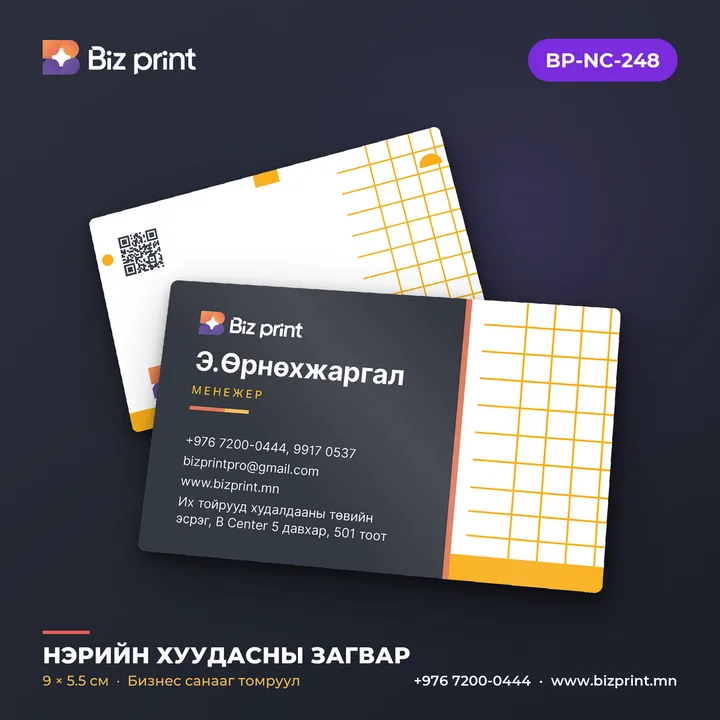 Biz print
BP-NC-248
Biz print
Э.Өрнөхжаргал
МЕНЕЖЕР
+976 7200-0444, 9917 0537
bizprintpro@gmail.com
www.bizprint.mn
Их тойрууд худалдааны төвийн
эсрэг, B Center 5 давхар, 501 тоот
НЭРИЙН ХУУДАСНЫ ЗАГВАР
9 × 5.5 см · Бизнес санааг томруул
+976 7200-0444 · www.bizprint.mn